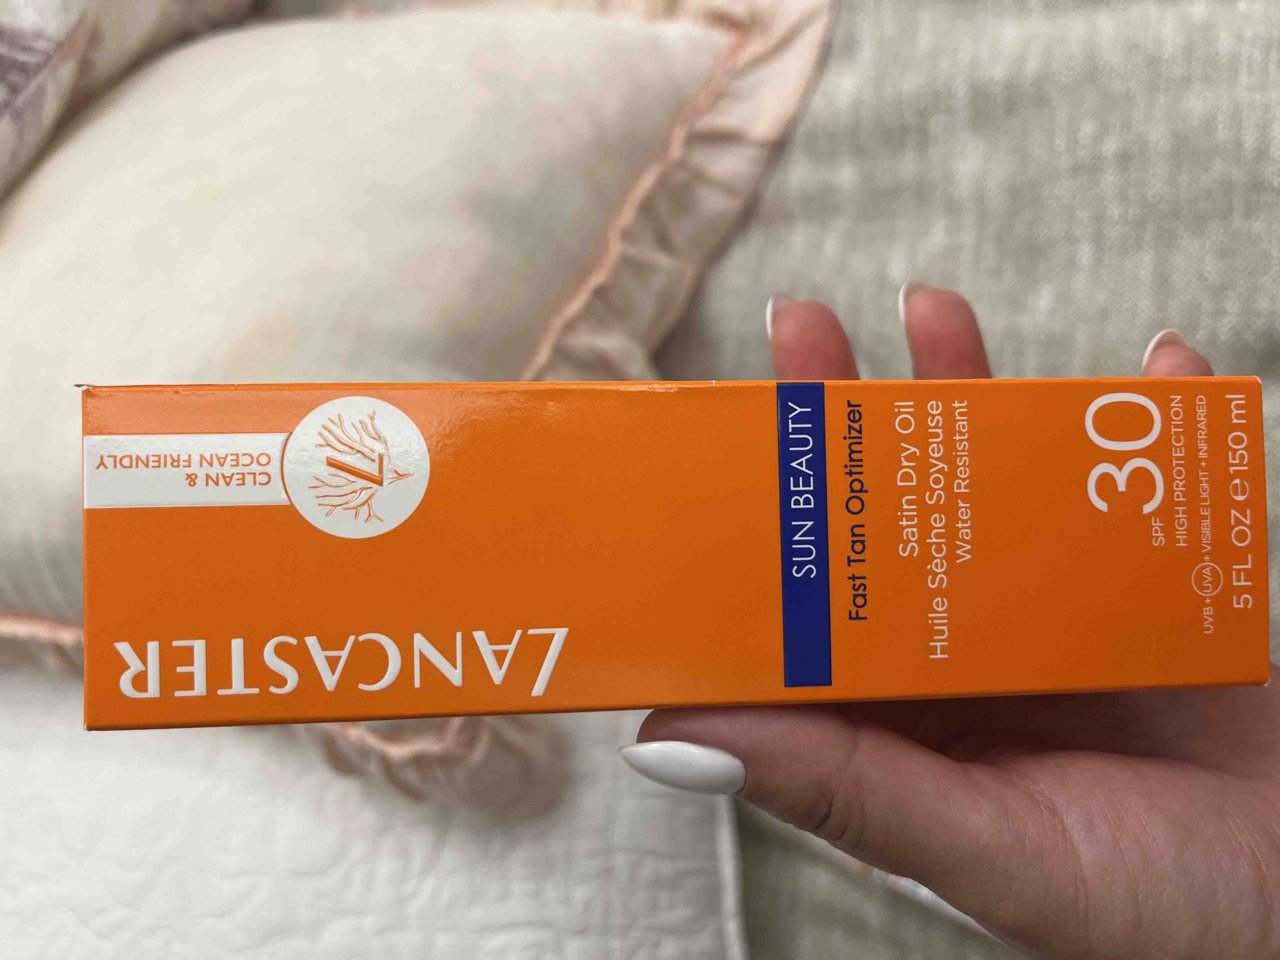 CLEAN &
OCEAN FRIENDLY
LANCASTER
SUN BEAUTY
Fast Tan Optimizer
Satin Dry Oil
Huile Sèche Soyeuse
Water Resistant
SPF 30
HIGH PROTECTION
UVB + UVA + VISIBLE LIGHT + INFRARED
5 FL OZ e 150 ml